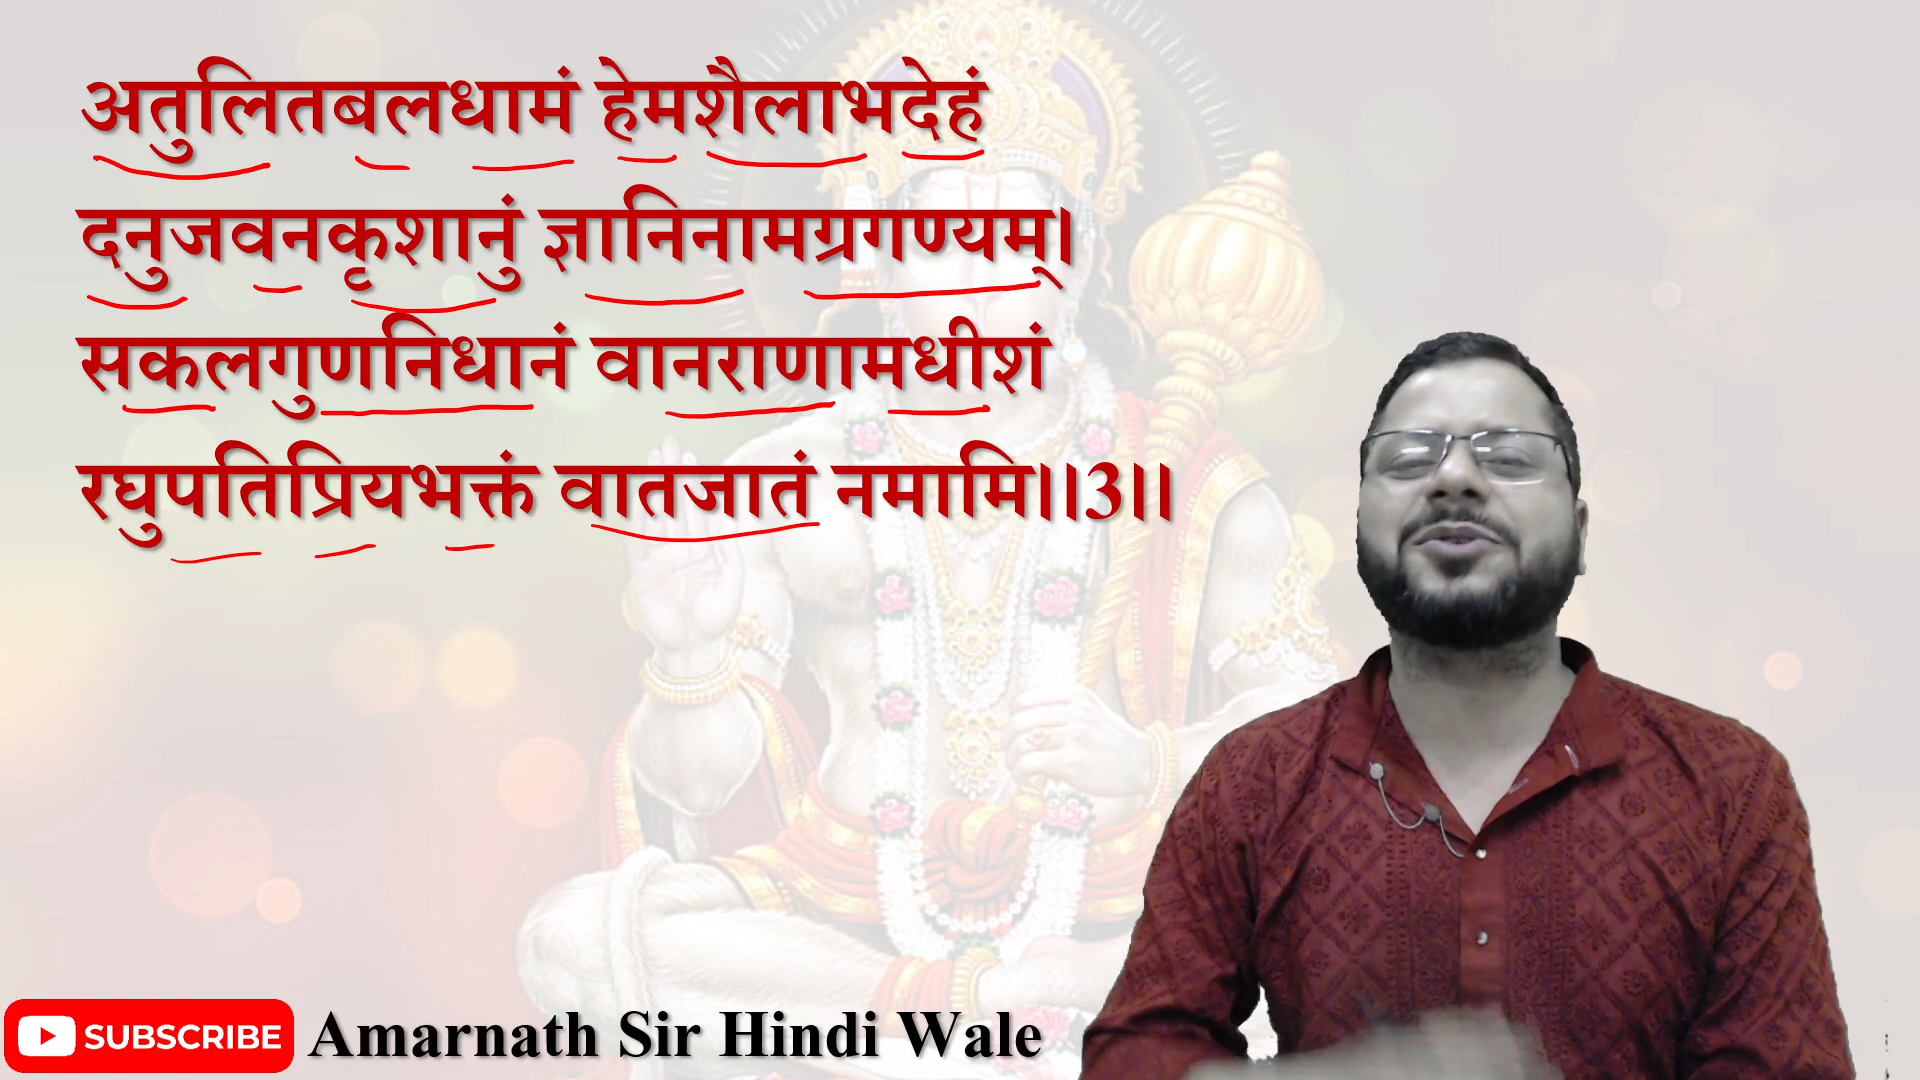 अतुलितबलधामं हेमशैलाभदेहं
दनुजवनकृशानुं ज्ञानिनामग्रगण्यम्।
सकलगुणनिधानं वानराणामधीशं
रघुपतिप्रियभक्तं वातजातं नमामि।।3।।
SUBSCRIBE Amarnath Sir Hindi Wale